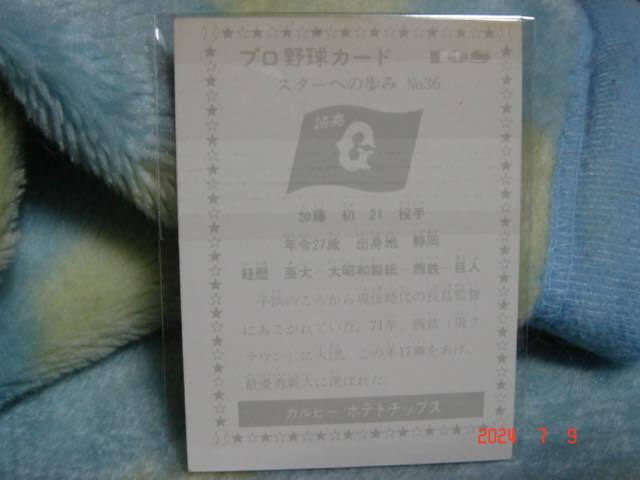 プロ野球カード
スターへの歩み No.36
読売
G
加藤 初 21 投手
年令27歳 出身地 静岡
経歴 亜大－大昭和製紙－西鉄－巨人
子供のころから現役時代の長島監督
にあこがれていた。71年、西鉄（現ク
ラウン）に入団。この年17勝をあげ、
最優秀新人に選ばれた。
カルビー ポテトチップス
2024 7 9